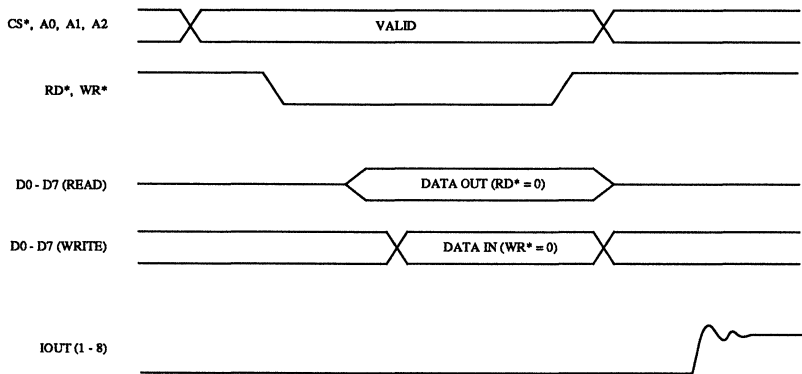 CS*, A0, A1, A2
VALID
RD*, WR*
D0 - D7 (READ)
DATA OUT (RD* = 0)
D0 - D7 (WRITE)
DATA IN (WR* = 0)
IOUT (1 - 8)